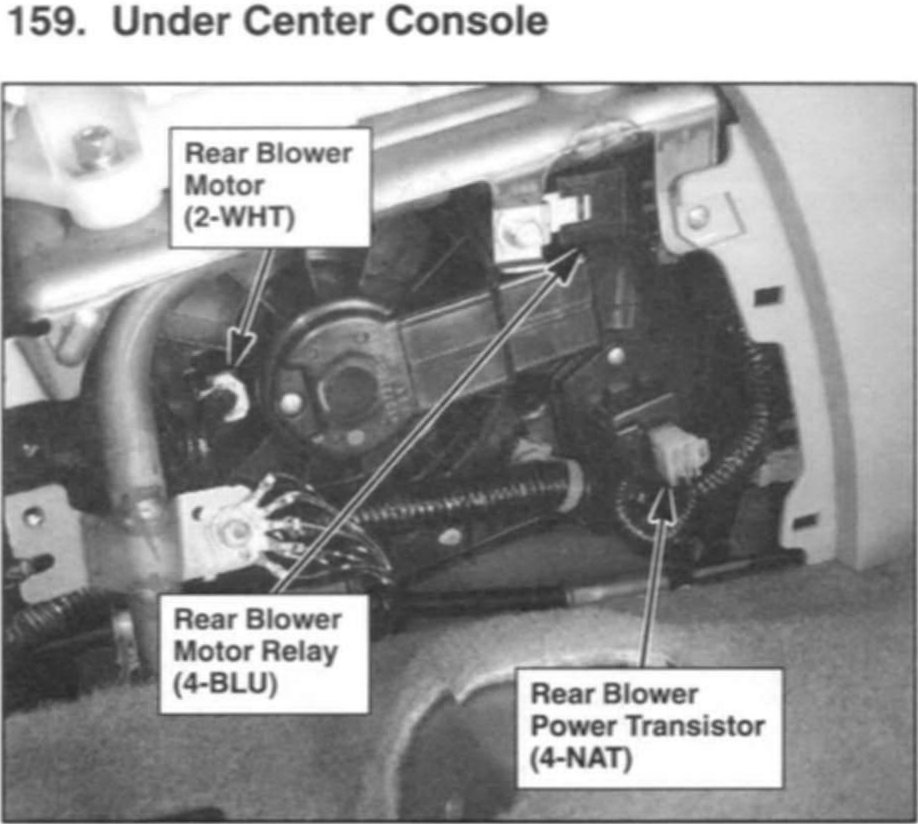 159. Under Center Console
Rear Blower
Motor
(2-WHT)
Rear Blower
Motor Relay
(4-BLU)
Rear Blower
Power Transistor
(4-NAT)